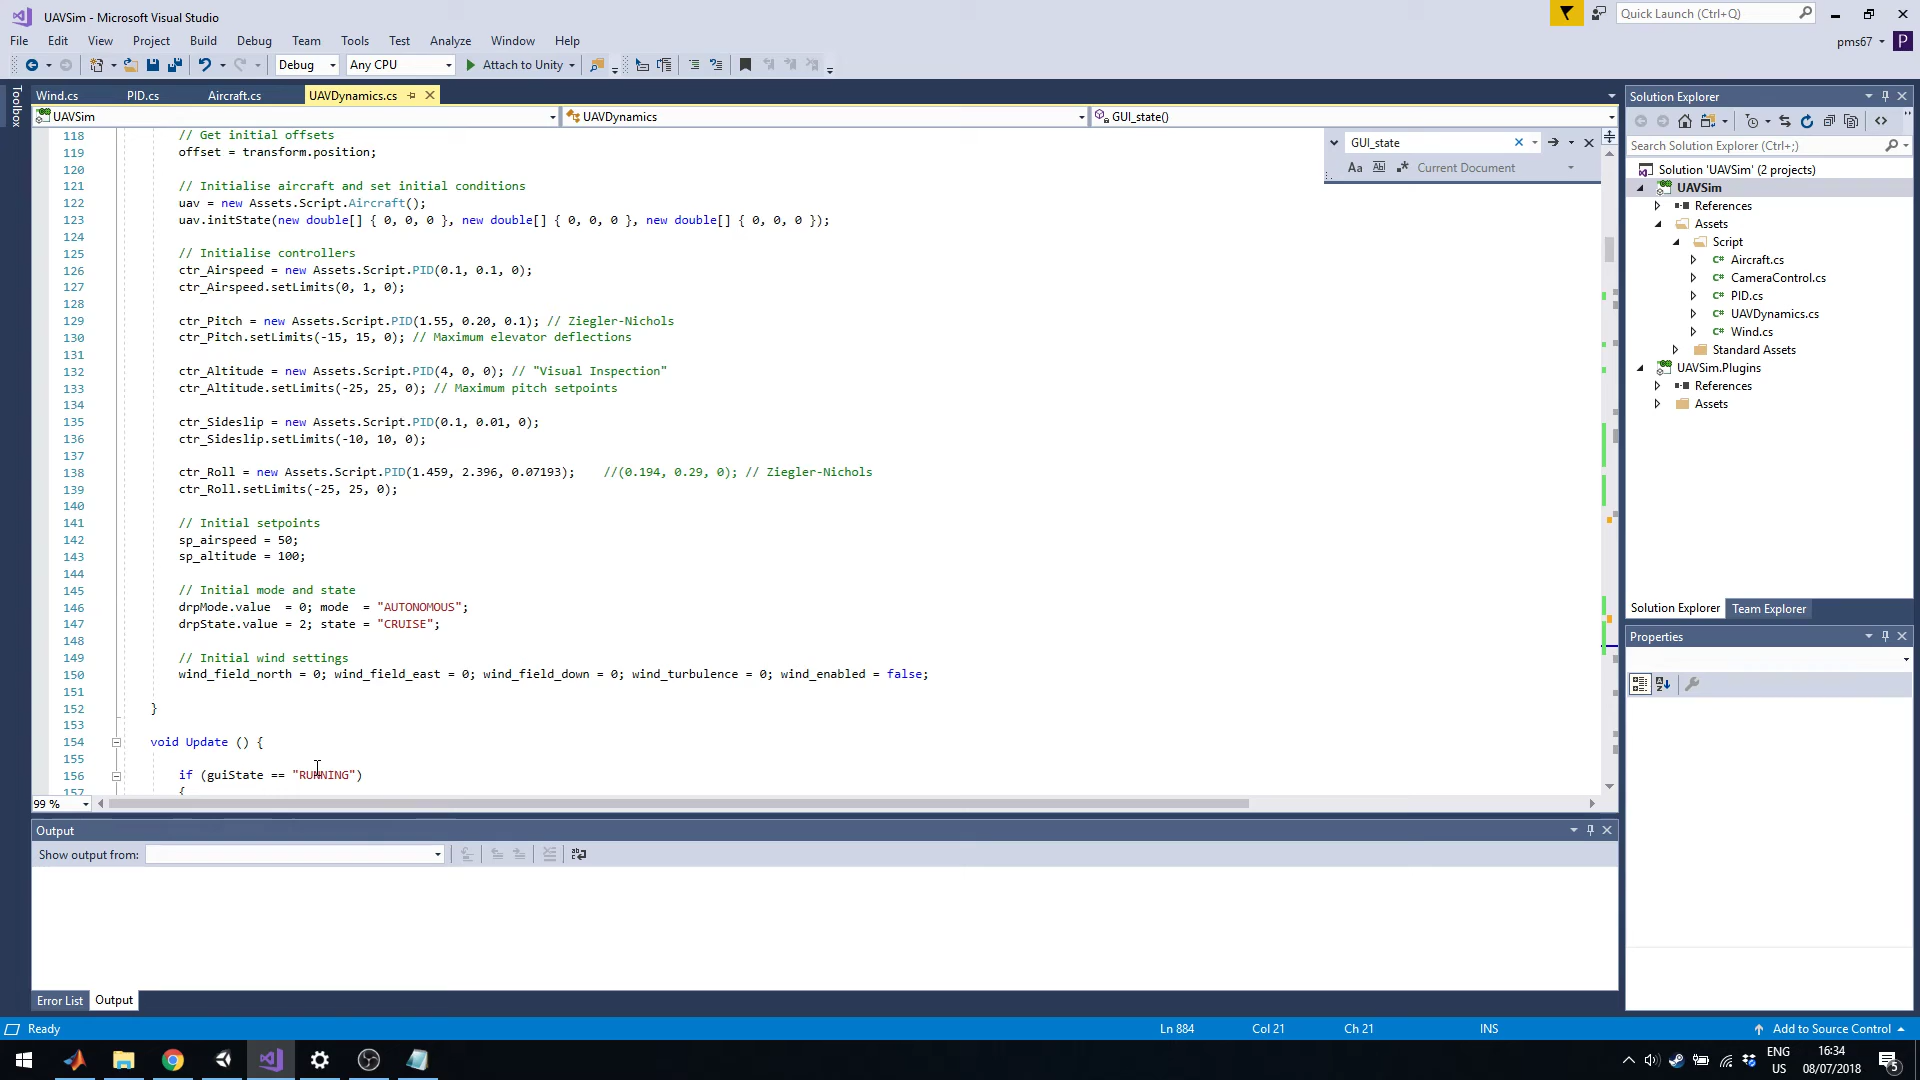 UAVSim - Microsoft Visual Studio
Quick Launch (Ctrl+Q)
File Edit View Project Build Debug Team Tools Test Analyze Window Help
pms67 P
Debug Any CPU Attach to Unity
Toolbox
Wind.cs PID.cs Aircraft.cs UAVDynamics.cs
UAVSim UAVDynamics GUI_state()
GUI_state
Aa Current Document
118 // Get initial offsets
119 offset = transform.position;
120
121 // Initialise aircraft and set initial conditions
122 uav = new Assets.Script.Aircraft();
123 uav.initState(new double[] { 0, 0, 0 }, new double[] { 0, 0, 0 }, new double[] { 0, 0, 0 });
124
125 // Initialise controllers
126 ctr_Airspeed = new Assets.Script.PID(0.1, 0.1, 0);
127 ctr_Airspeed.setLimits(0, 1, 0);
128
129 ctr_Pitch = new Assets.Script.PID(1.55, 0.20, 0.1); // Ziegler-Nichols
130 ctr_Pitch.setLimits(-15, 15, 0); // Maximum elevator deflections
131
132 ctr_Altitude = new Assets.Script.PID(4, 0, 0); // "Visual Inspection"
133 ctr_Altitude.setLimits(-25, 25, 0); // Maximum pitch setpoints
134
135 ctr_Sideslip = new Assets.Script.PID(0.1, 0.01, 0);
136 ctr_Sideslip.setLimits(-10, 10, 0);
137
138 ctr_Roll = new Assets.Script.PID(1.459, 2.396, 0.07193); //(0.194, 0.29, 0); // Ziegler-Nichols
139 ctr_Roll.setLimits(-25, 25, 0);
140
141 // Initial setpoints
142 sp_airspeed = 50;
143 sp_altitude = 100;
144
145 // Initial mode and state
146 drpMode.value = 0; mode = "AUTONOMOUS";
147 drpState.value = 2; state = "CRUISE";
148
149 // Initial wind settings
150 wind_field_north = 0; wind_field_east = 0; wind_field_down = 0; wind_turbulence = 0; wind_enabled = false;
151
152 }
153
154 void Update () {
155
156 if (guiState == "RUNNING")
157 {
99 %
Output
Show output from:
Error List Output
Solution Explorer
Search Solution Explorer (Ctrl+;)
Solution 'UAVSim' (2 projects)
UAVSim
References
Assets
Script
C# Aircraft.cs
C# CameraControl.cs
C# PID.cs
C# UAVDynamics.cs
C# Wind.cs
Standard Assets
UAVSim.Plugins
References
Assets
Solution Explorer Team Explorer
Properties
Ready Ln 884 Col 21 Ch 21 INS Add to Source Control
ENG
US
16:34
08/07/2018
5